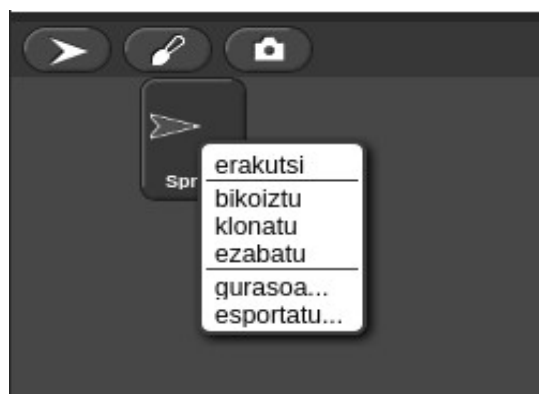 Spr
erakutsi
bikoiztu
klonatu
ezabatu
gurasoa...
esportatu...